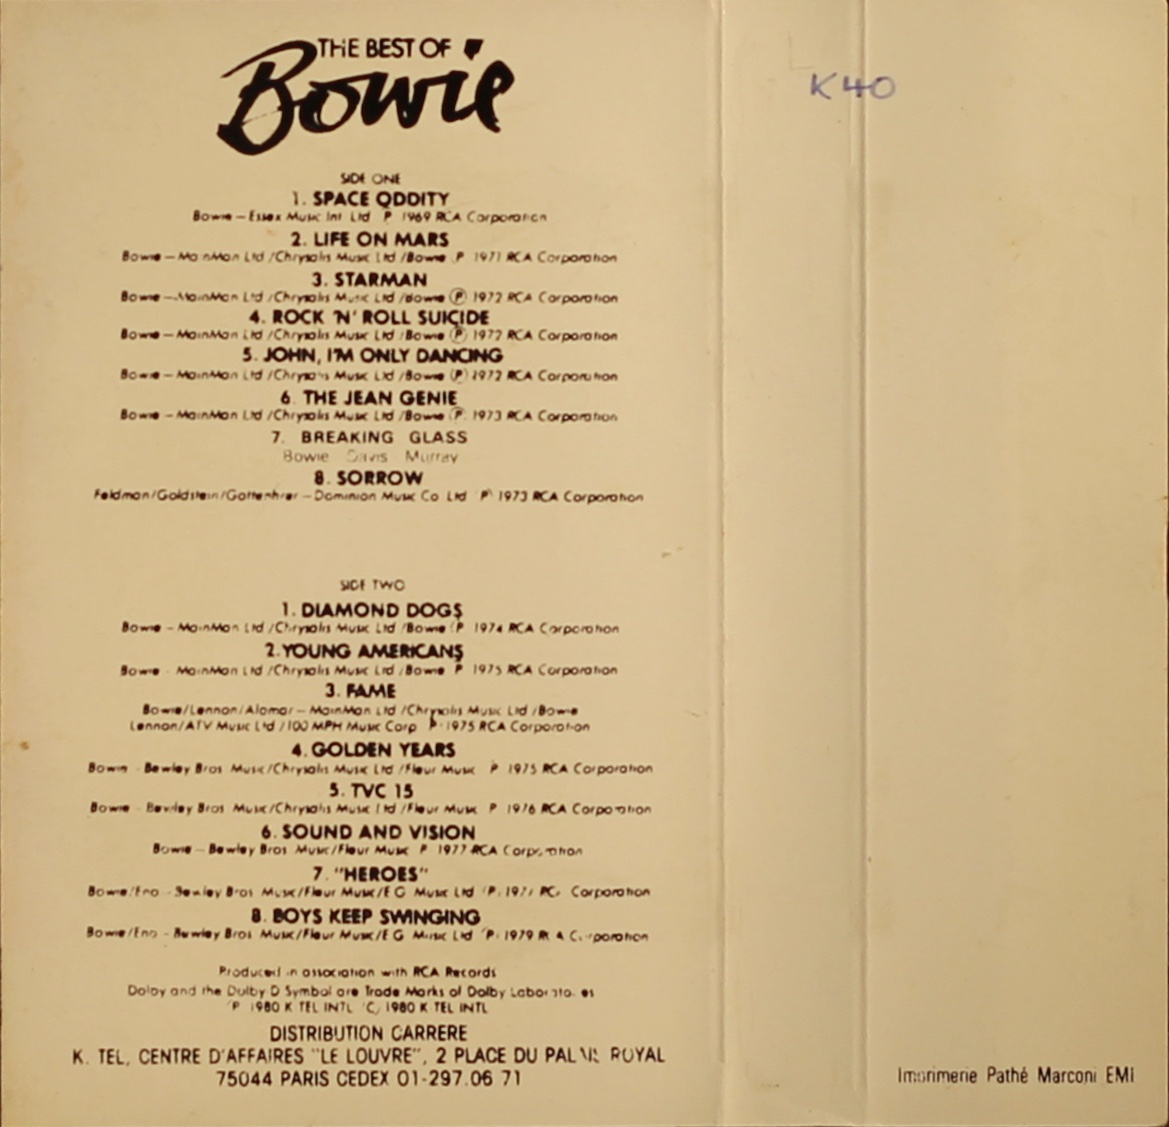 THE BEST OF
Bowie
K40
SIDE ONE
1. SPACE ODDITY
Bowie – Essex Music Int Ltd P 1969 RCA Corporation
2. LIFE ON MARS
Bowie – MainMan Ltd /Chrysalis Music Ltd /Bowie P 1971 RCA Corporation
3. STARMAN
Bowie – MainMan Ltd /Chrysalis Music Ltd /Bowie Ⓟ 1972 RCA Corporation
4. ROCK 'N' ROLL SUICIDE
Bowie – MainMan Ltd /Chrysalis Music Ltd /Bowie Ⓟ 1972 RCA Corporation
5. JOHN, I'M ONLY DANCING
Bowie – MainMan Ltd /Chrysalis Music Ltd /Bowie Ⓟ 1972 RCA Corporation
6. THE JEAN GENIE
Bowie – MainMan Ltd /Chrysalis Music Ltd /Bowie Ⓟ 1973 RCA Corporation
7. BREAKING GLASS
Bowie Davis Murray
8. SORROW
Feldman/Goldstein/Gottehrer – Dominion Music Co Ltd P 1973 RCA Corporation
SIDE TWO
1. DIAMOND DOGS
Bowie – MainMan Ltd /Chrysalis Music Ltd /Bowie P 1974 RCA Corporation
2. YOUNG AMERICANS
Bowie - MainMan Ltd /Chrysalis Music Ltd /Bowie P 1975 RCA Corporation
3. FAME
Bowie/Lennon/Alomar – MainMan Ltd /Chrysalis Music Ltd /Bowie
Lennon/ATV Music Ltd /100 MPH Music Corp P 1975 RCA Corporation
4. GOLDEN YEARS
Bowie - Bewley Bros Music/Chrysalis Music Ltd /Fleur Music P 1975 RCA Corporation
5. TVC 15
Bowie - Bewley Bros Music/Chrysalis Music Ltd /Fleur Music P 1976 RCA Corporation
6. SOUND AND VISION
Bowie – Bewley Bros Music/Fleur Music P 1977 RCA Corporation
7. "HEROES"
Bowie/Eno - Bewley Bros Music/Fleur Music/E G Music Ltd P 1977 RCA Corporation
8. BOYS KEEP SWINGING
Bowie/Eno - Bewley Bros Music/Fleur Music/E G Music Ltd P 1979 RCA Corporation
Produced in association with RCA Records
Dolby and the Dolby D Symbol are Trade Marks of Dolby Laboratories
P 1980 K TEL INTL C 1980 K TEL INTL
DISTRIBUTION CARRERE
K. TEL, CENTRE D'AFFAIRES "LE LOUVRE", 2 PLACE DU PALAIS ROYAL
75044 PARIS CEDEX 01-297.06 71
Imprimerie Pathé Marconi EMI